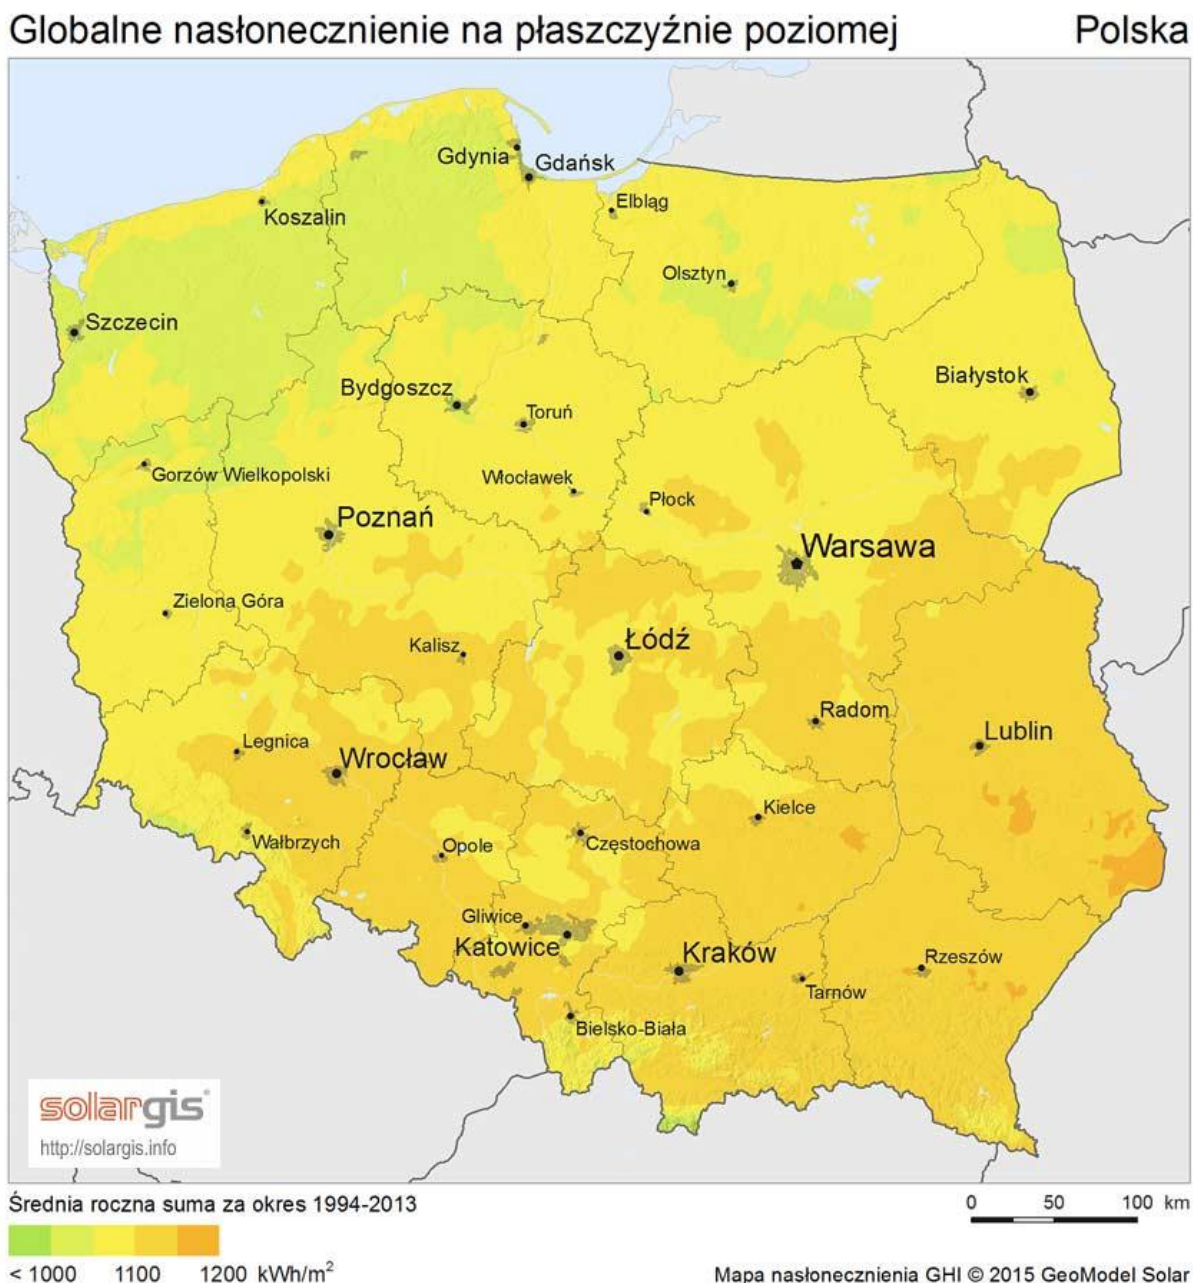 Globalne nasłonecznienie na płaszczyźnie poziomej
Polska
Gdynia
Gdańsk
Koszalin
Elbląg
Olsztyn
Szczecin
Bydgoszcz
Białystok
Toruń
Gorzów Wielkopolski
Włocławek
Płock
Poznań
Warsawa
Zielona Góra
Kalisz
Łódź
Legnica
Radom
Lublin
Wrocław
Kielce
Wałbrzych
Opole
Częstochowa
Gliwice
Katowice
Kraków
Rzeszów
Tarnów
Bielsko-Biała
solargis®
http://solargis.info
Średnia roczna suma za okres 1994-2013
0 50 100 km
< 1000 1100 1200 kWh/m²
Mapa nasłonecznienia GHI © 2015 GeoModel Solar